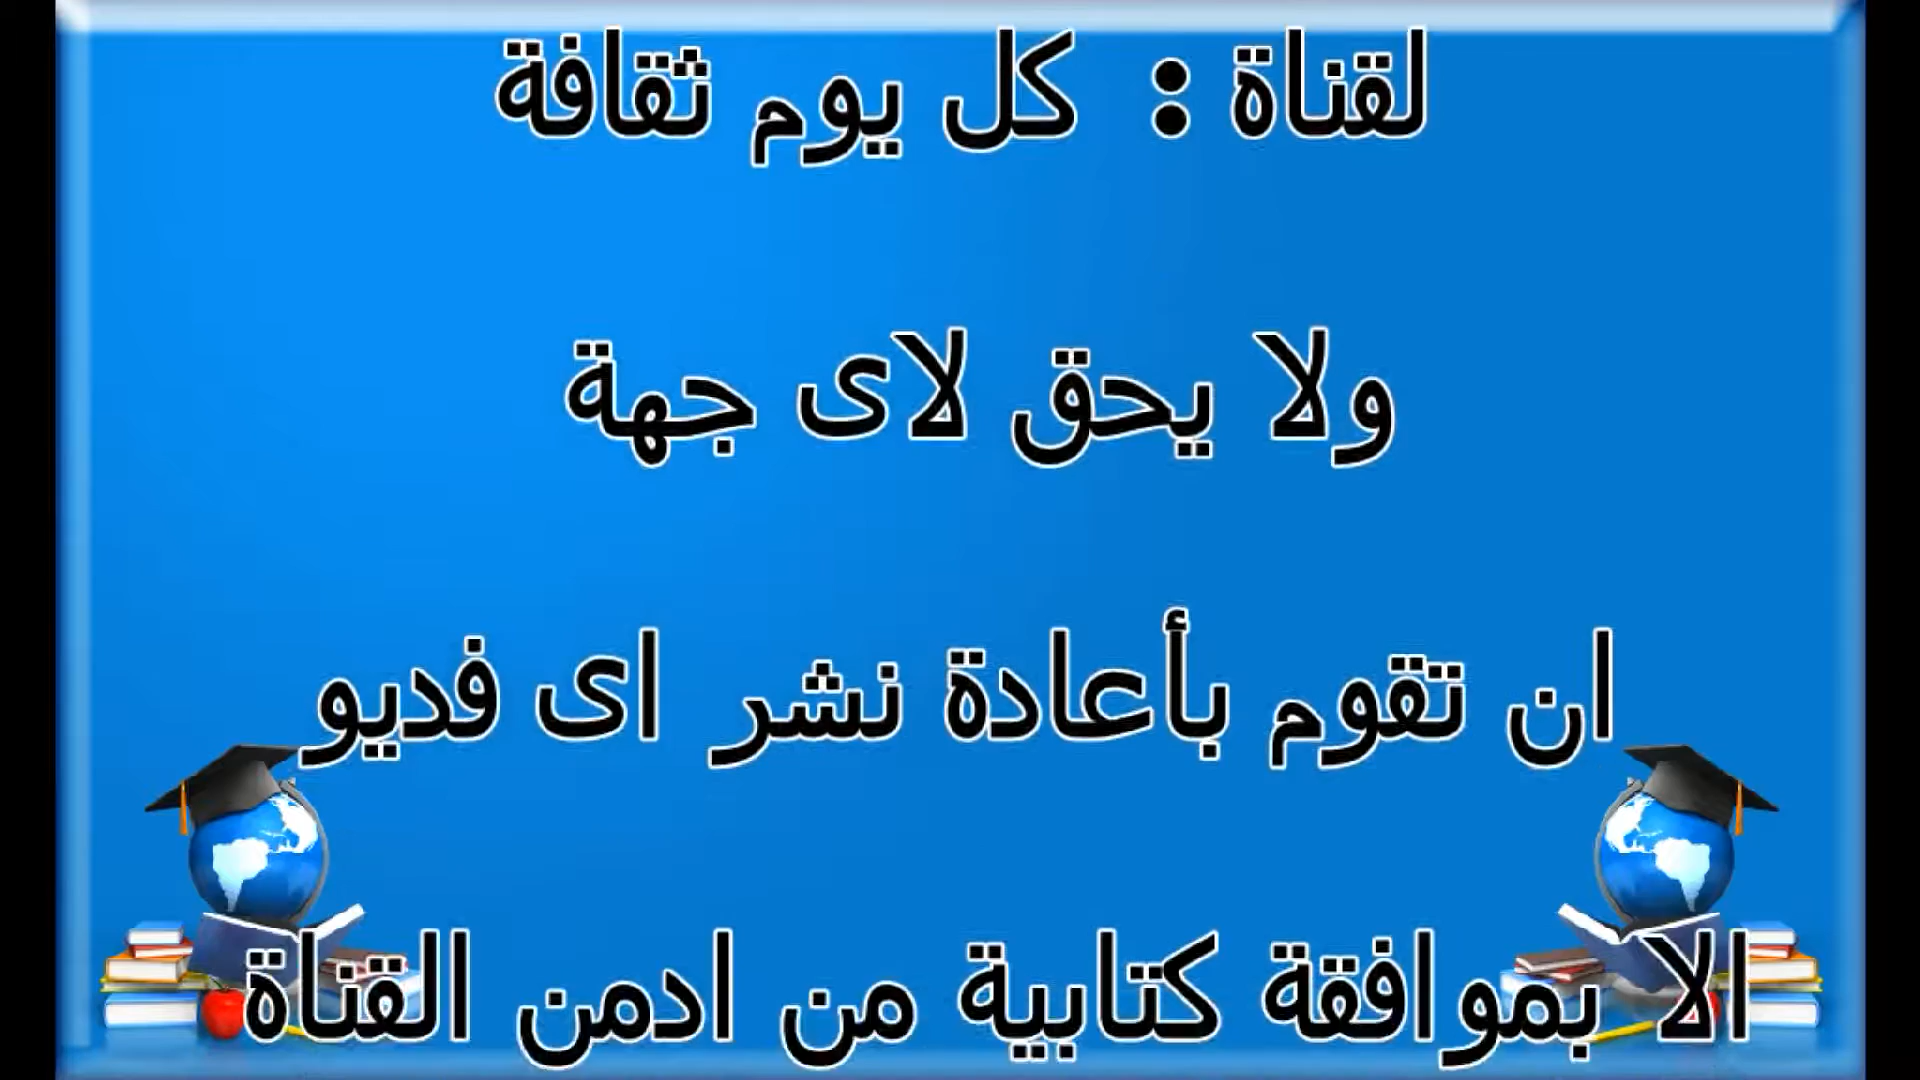 لقناة : كل يوم ثقافة
ولا يحق لاى جهة
ان تقوم بأعادة نشر اى فديو
الا بموافقة كتابية من ادمن القناة